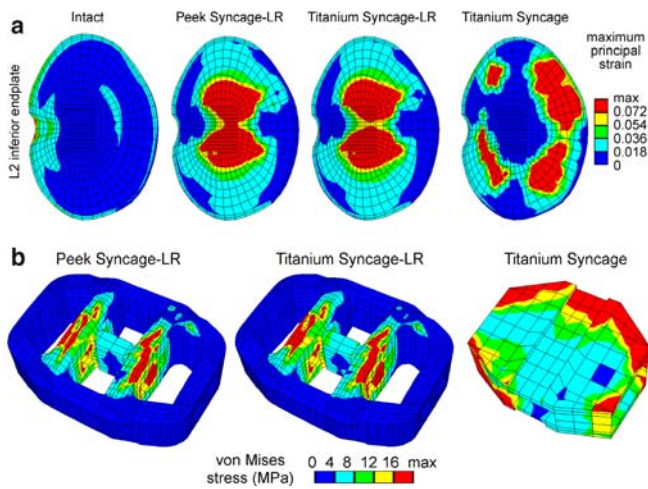 a
Intact
Peek Syncage-LR
Titanium Syncage-LR
Titanium Syncage
L2 inferior endplate
maximum
principal
strain
max
0.072
0.054
0.036
0.018
0
b
Peek Syncage-LR
Titanium Syncage-LR
Titanium Syncage
von Mises
stress (MPa)
0 4 8 12 16 max